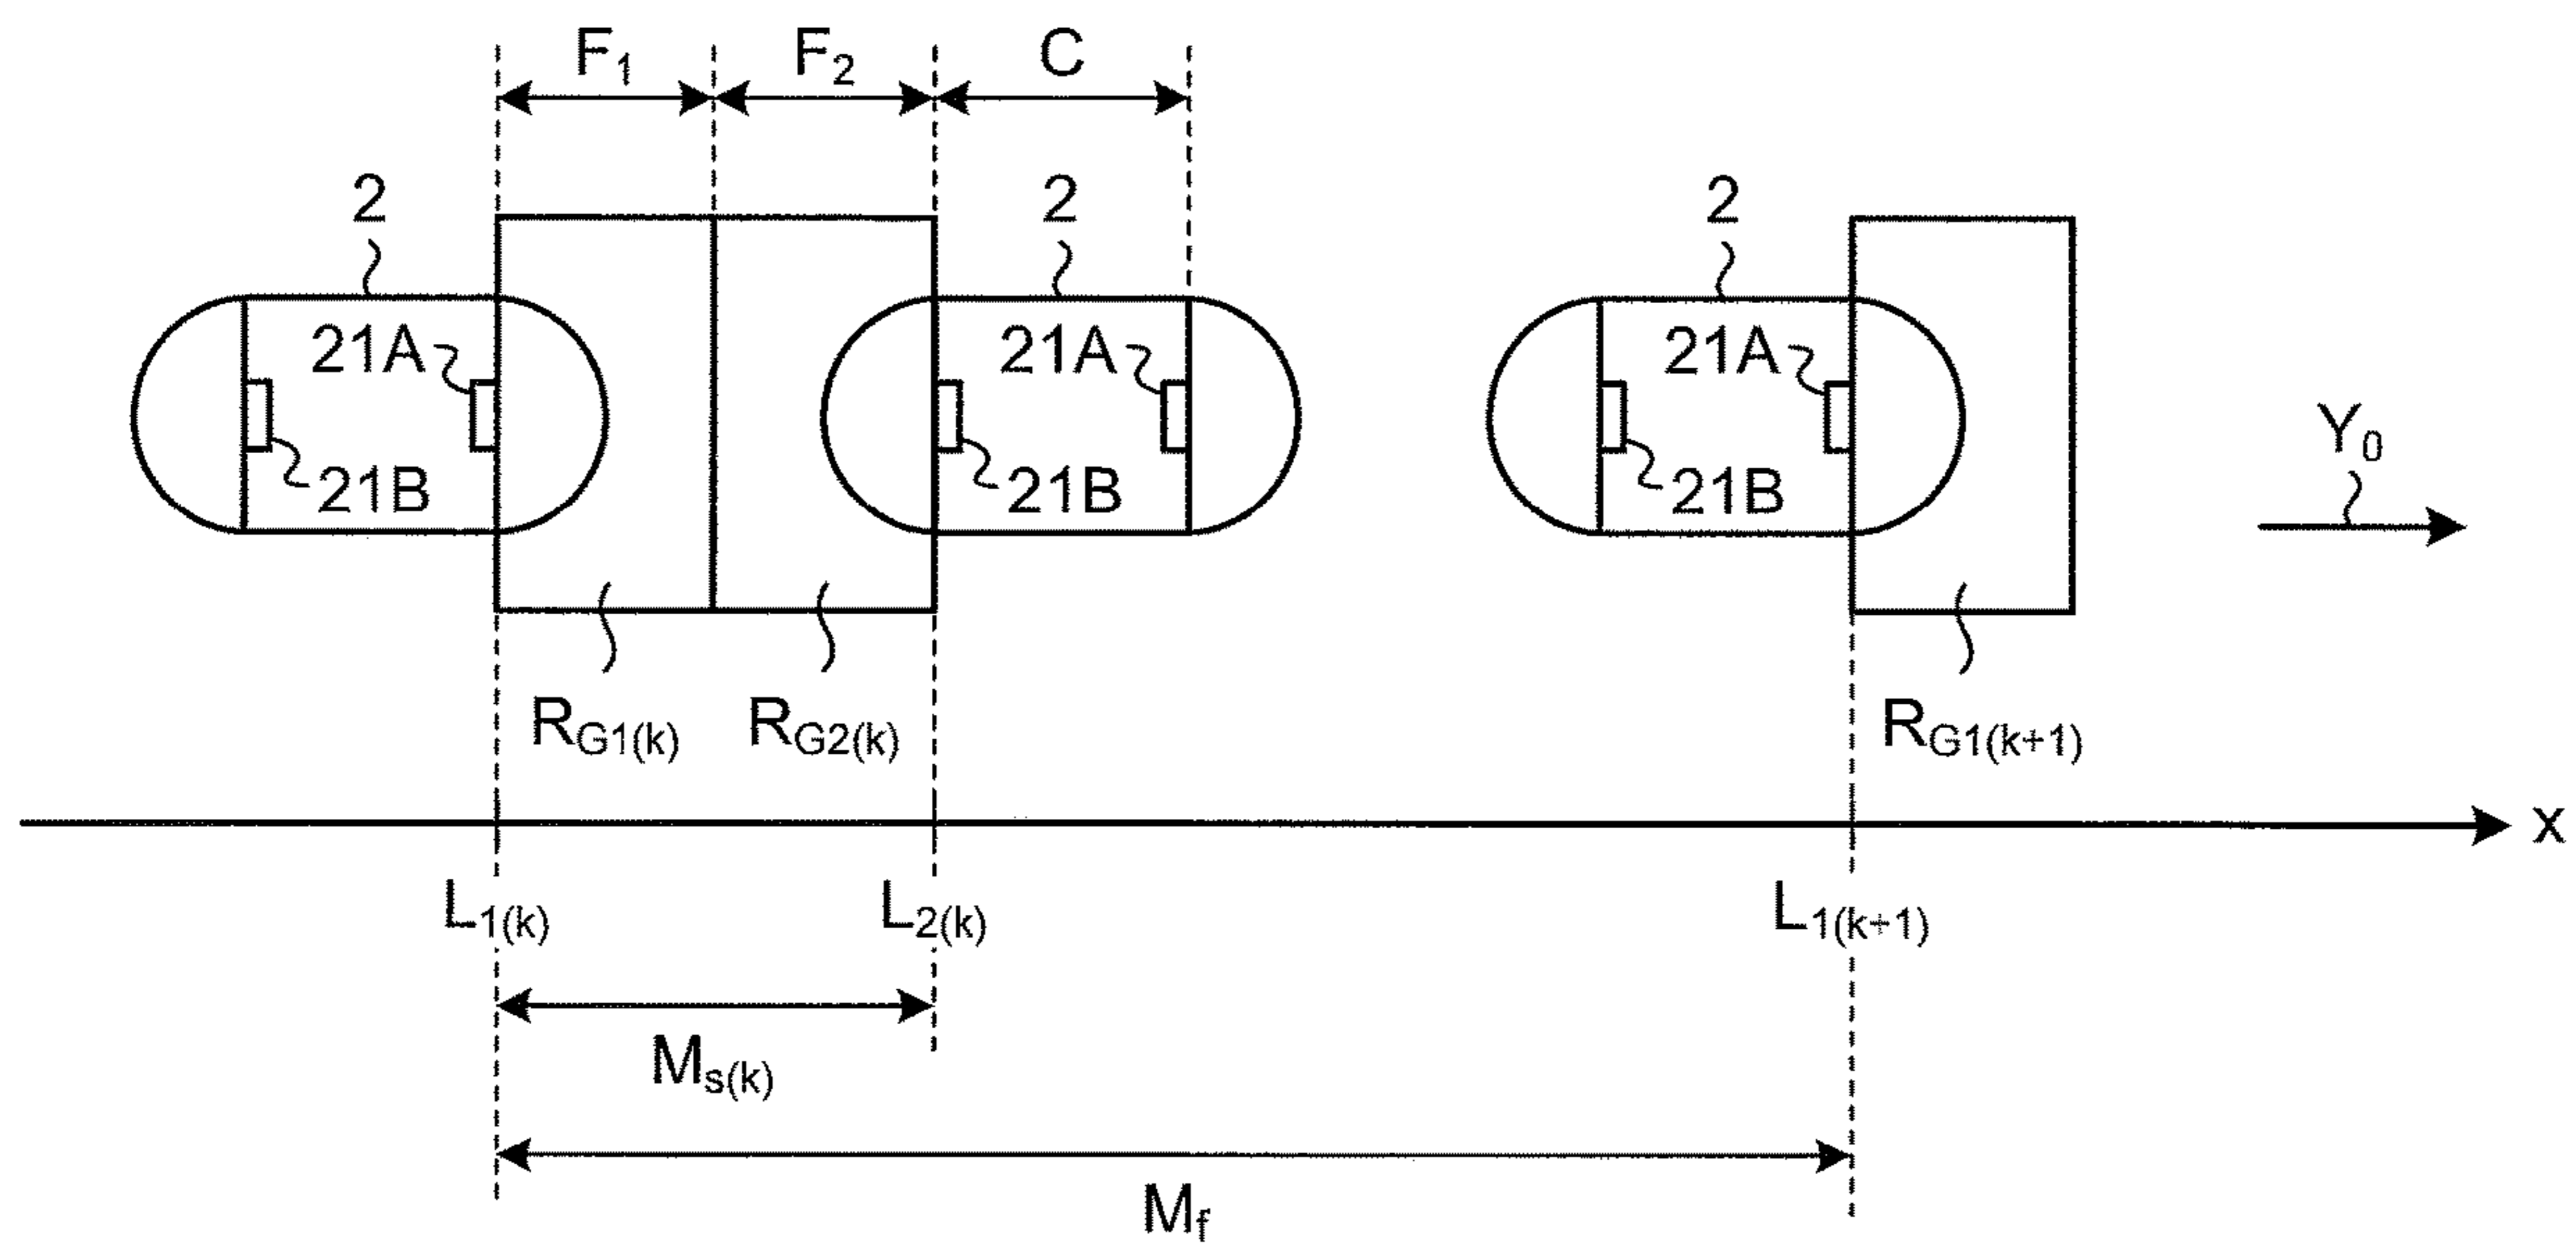 F1 F2 C
2 2 2
21A 21A 21A
Y0
21B 21B 21B
RG1(k) RG2(k) RG1(k+1)
x
L1(k) L2(k) L1(k+1)
Ms(k)
Mf